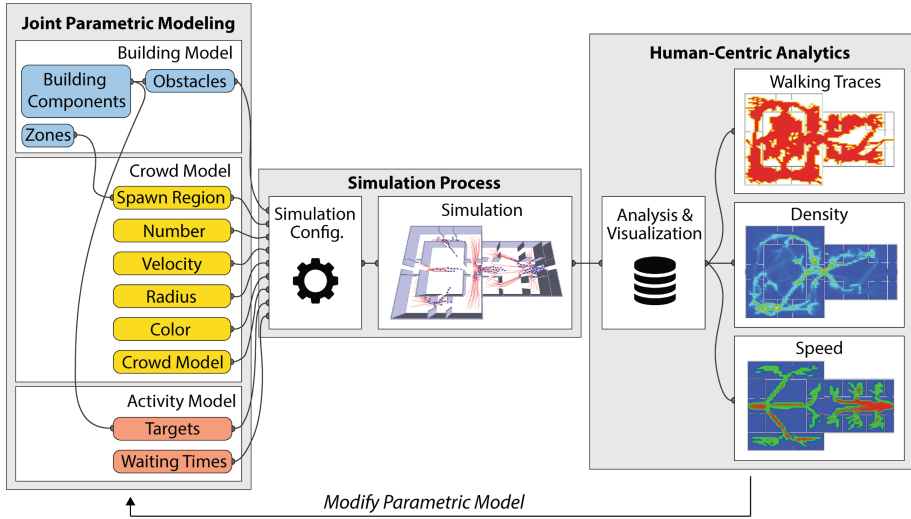 Joint Parametric Modeling
Building Model
Building
Components
Obstacles
Zones
Crowd Model
Spawn Region
Number
Velocity
Radius
Color
Crowd Model
Activity Model
Targets
Waiting Times
Simulation Process
Simulation
Config.
Simulation
Human-Centric Analytics
Analysis &
Visualization
Walking Traces
Density
Speed
Modify Parametric Model